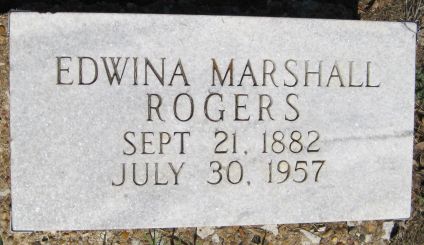 EDWINA MARSHALL
ROGERS
SEPT 21, 1882
JULY 30, 1957